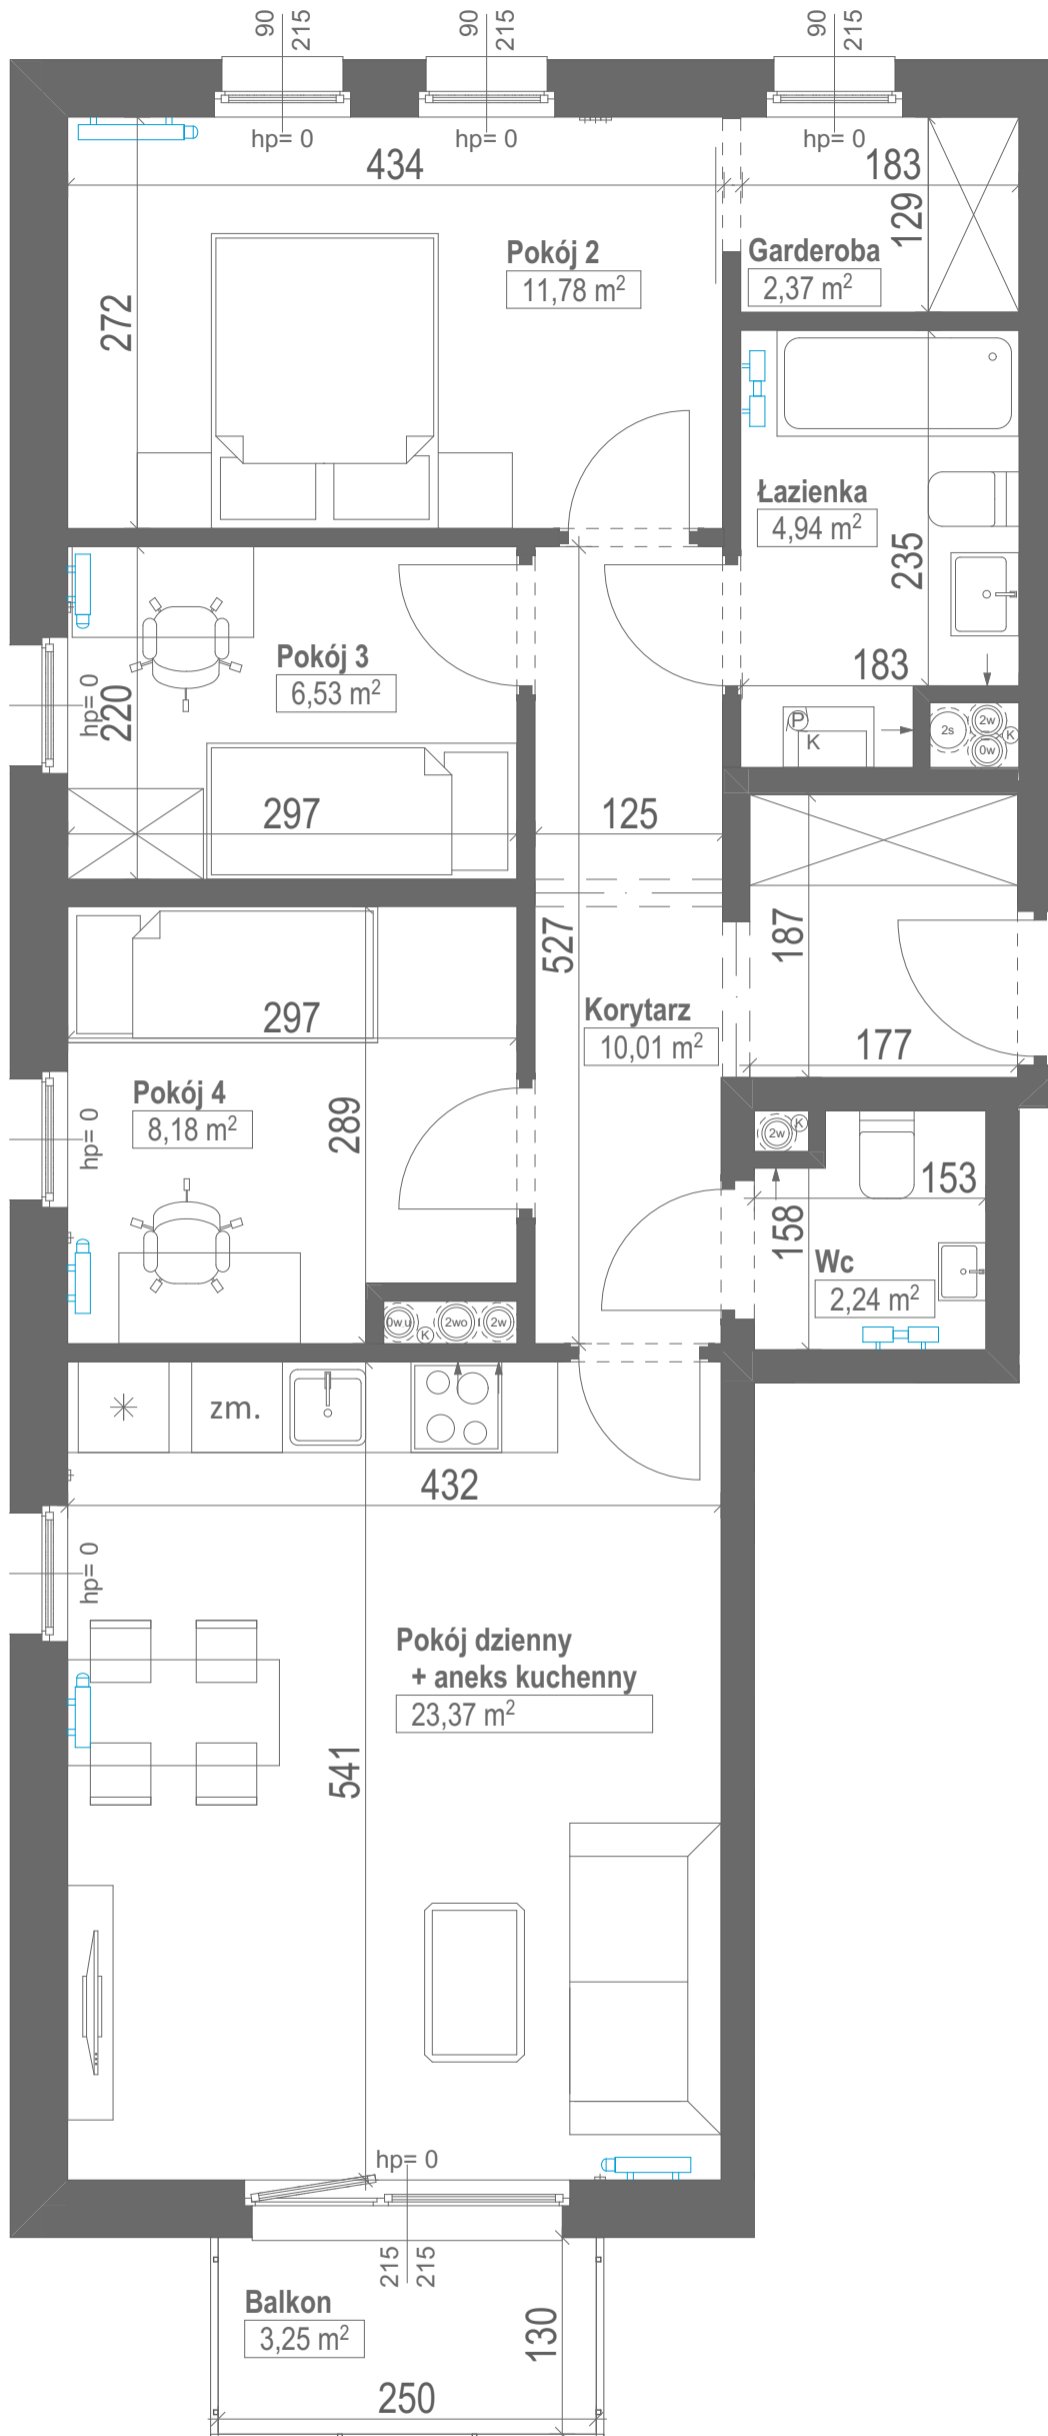 90
215
90
215
90
215
hp= 0
hp= 0
hp= 0
434
183
129
Pokój 2
11,78 m²
Garderoba
2,37 m²
272
Łazienka
4,94 m²
235
183
Pokój 3
6,53 m²
hp= 0
220
P
K
2s
2w
0w
K
297
125
187
527
297
Korytarz
10,01 m²
177
Pokój 4
8,18 m²
hp= 0
289
2w
K
153
158
Wc
2,24 m²
0w u
K
2wo
2w
zm.
432
hp= 0
Pokój dzienny
+ aneks kuchenny
23,37 m²
541
hp= 0
215
215
Balkon
3,25 m²
130
250